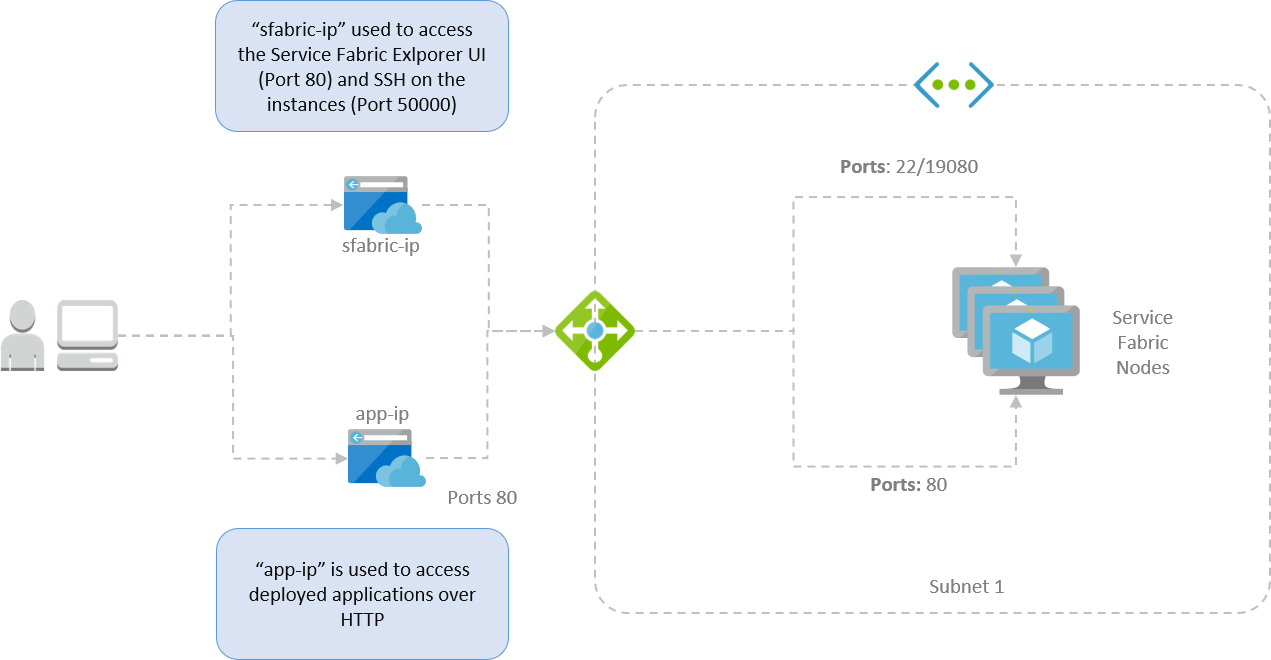 “sfabric-ip” used to access
the Service Fabric Exlporer UI
(Port 80) and SSH on the
instances (Port 50000)
Ports: 22/19080
sfabric-ip
Service
Fabric
Nodes
app-ip
Ports 80
Ports: 80
“app-ip” is used to access
deployed applications over
HTTP
Subnet 1